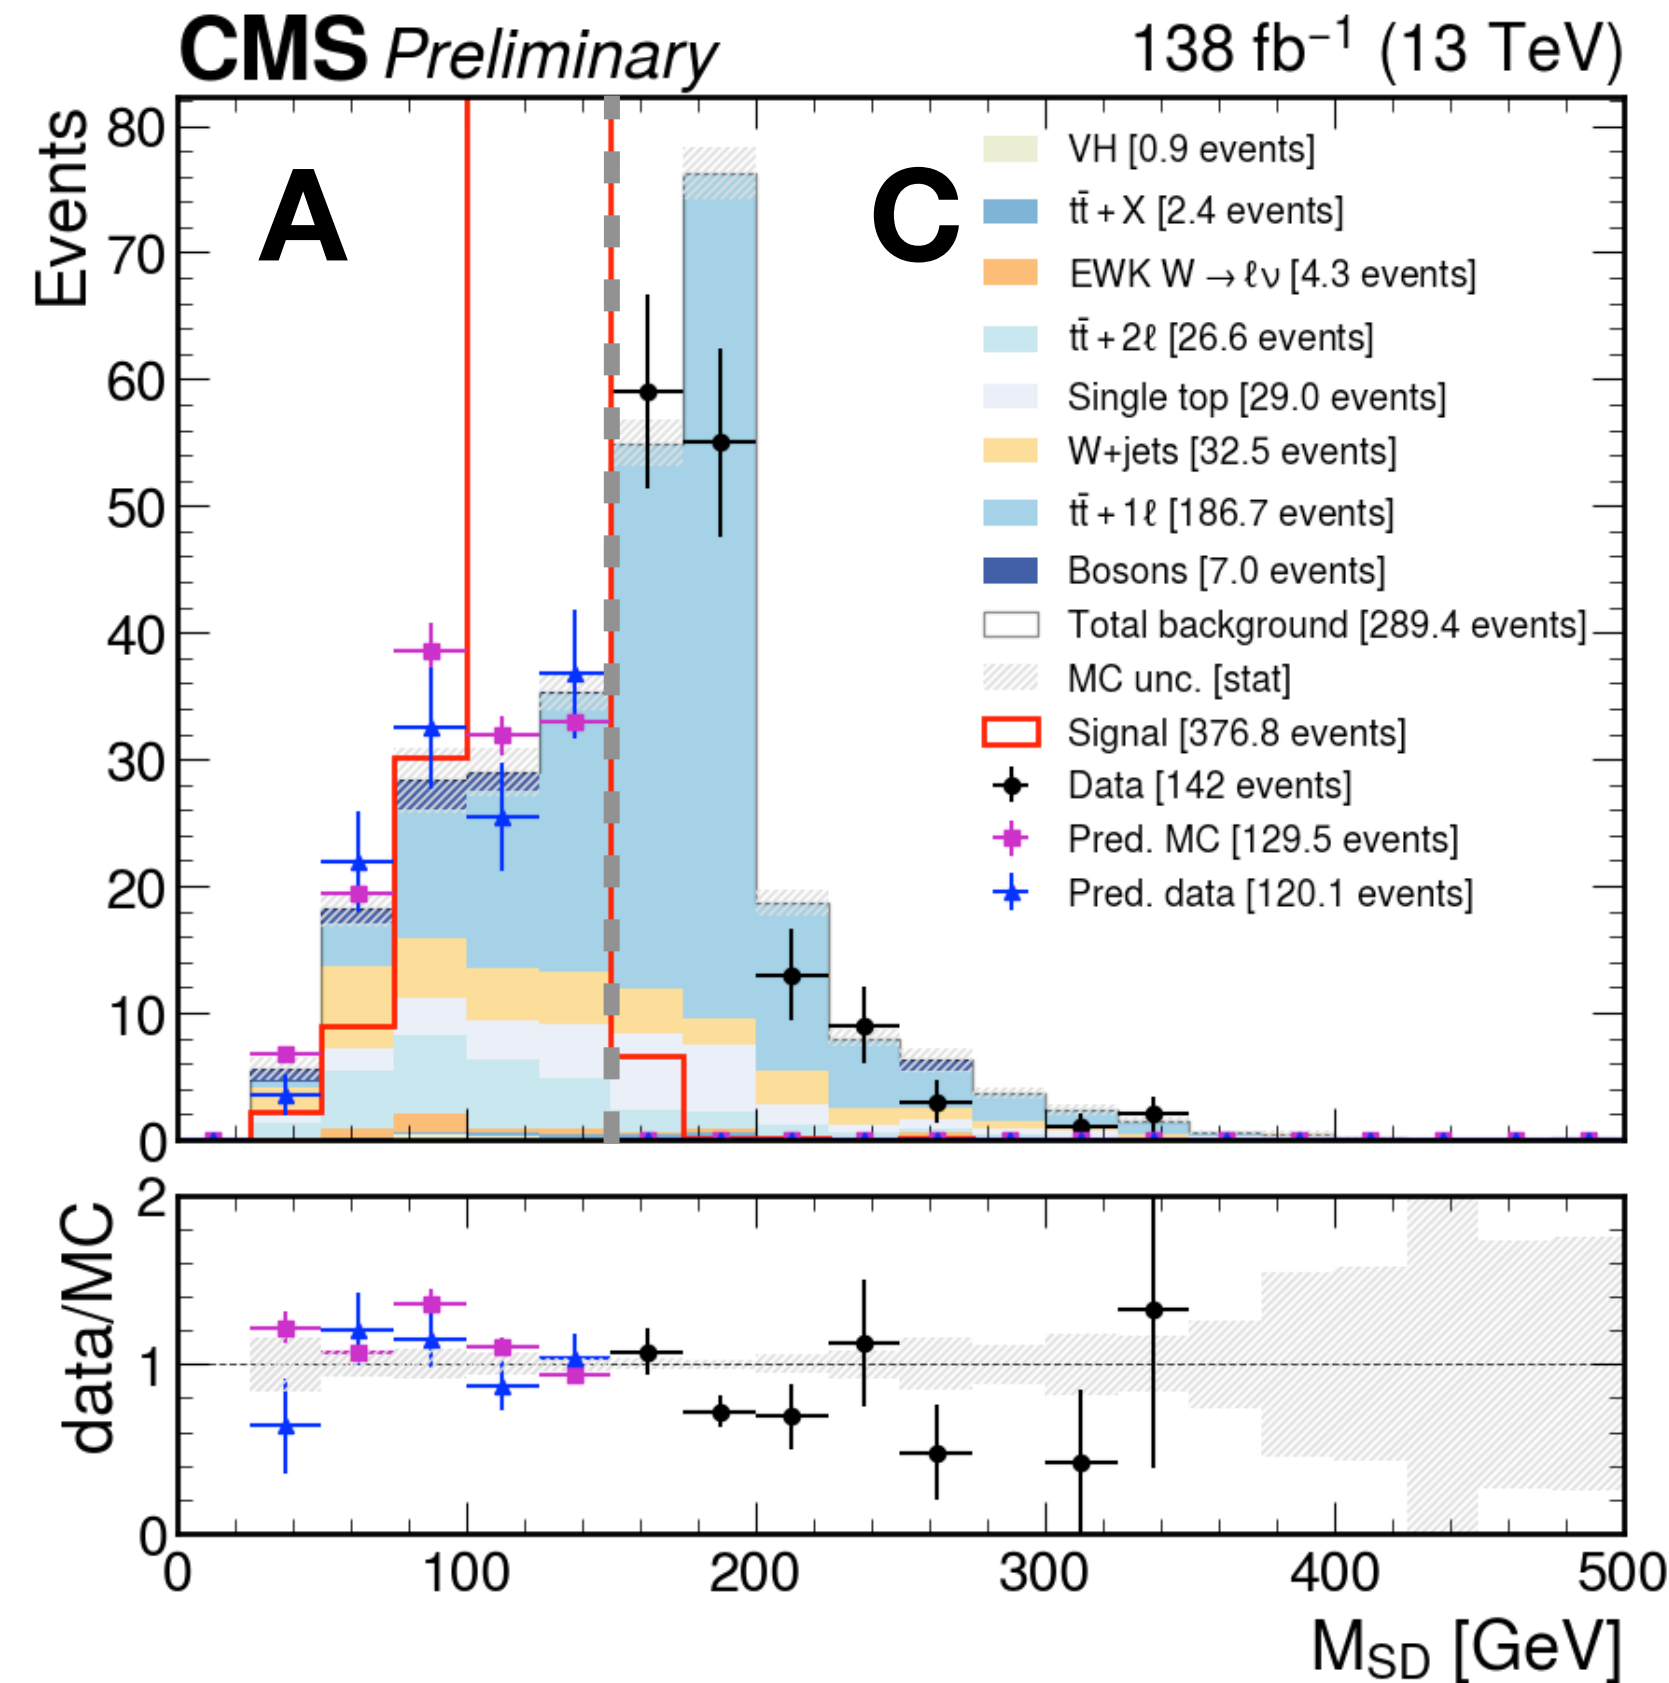 CMS Preliminary 138 fb⁻¹ (13 TeV)
Events
80
70
60
50
40
30
20
10
0
A
C
VH [0.9 events]
tt̄ + X [2.4 events]
EWK W → ℓν [4.3 events]
tt̄ + 2ℓ [26.6 events]
Single top [29.0 events]
W+jets [32.5 events]
tt̄ + 1ℓ [186.7 events]
Bosons [7.0 events]
Total background [289.4 events]
MC unc. [stat]
Signal [376.8 events]
Data [142 events]
Pred. MC [129.5 events]
Pred. data [120.1 events]
data/MC
2
1
0
0 100 200 300 400 500
M_SD [GeV]